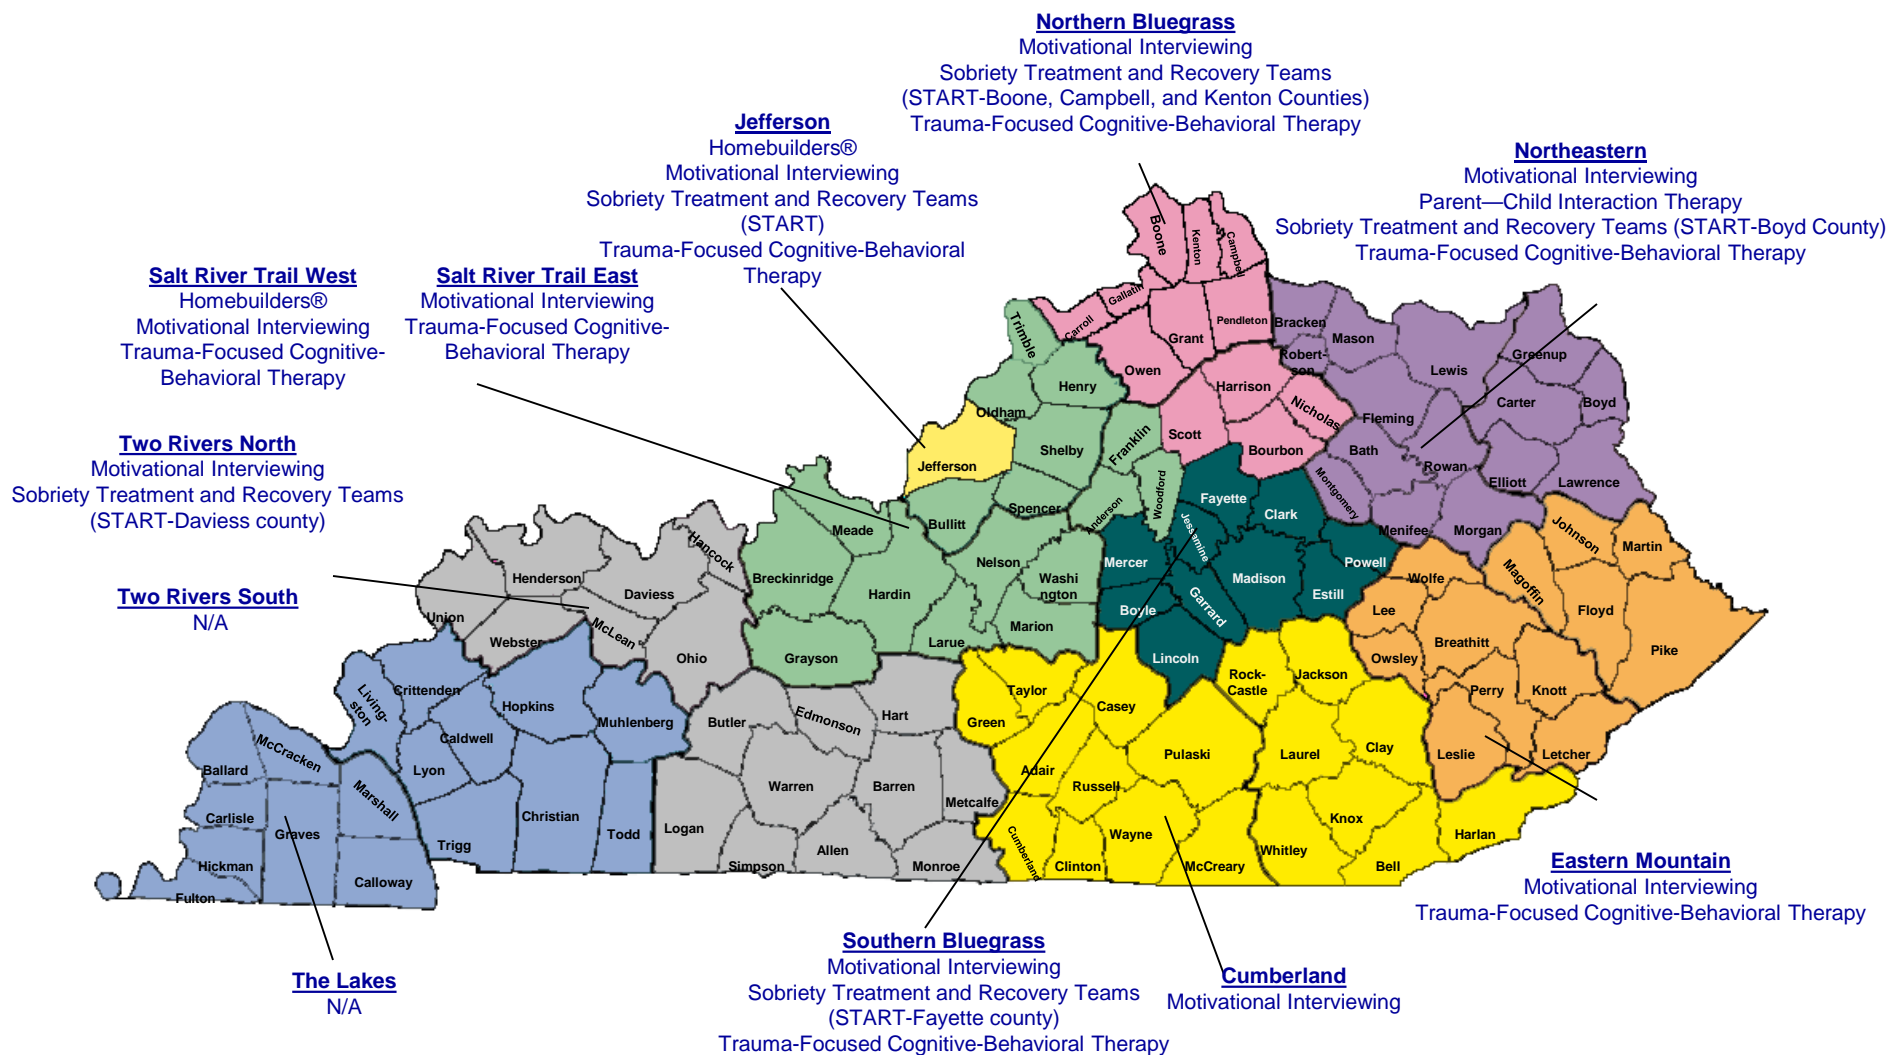 Northern Bluegrass
Motivational Interviewing
Sobriety Treatment and Recovery Teams
(START-Boone, Campbell, and Kenton Counties)
Trauma-Focused Cognitive-Behavioral Therapy
Jefferson
Homebuilders®
Motivational Interviewing
Sobriety Treatment and Recovery Teams
(START)
Trauma-Focused Cognitive-Behavioral
Therapy
Northeastern
Motivational Interviewing
Parent—Child Interaction Therapy
Sobriety Treatment and Recovery Teams (START-Boyd County)
Trauma-Focused Cognitive-Behavioral Therapy
Salt River Trail West
Homebuilders®
Motivational Interviewing
Trauma-Focused Cognitive-
Behavioral Therapy
Salt River Trail East
Motivational Interviewing
Trauma-Focused Cognitive-
Behavioral Therapy
Two Rivers North
Motivational Interviewing
Sobriety Treatment and Recovery Teams
(START-Daviess county)
Two Rivers South
N/A
Boone
Kenton
Campbell
Gallatin
Carroll
Grant
Pendleton
Owen
Harrison
Nicholas
Scott
Bourbon
Bracken
Mason
Robert-
son
Lewis
Greenup
Fleming
Carter
Boyd
Bath
Rowan
Elliott
Lawrence
Montgomery
Menifee
Morgan
Trimble
Henry
Oldham
Shelby
Franklin
Jefferson
Bullitt
Spencer
Anderson
Woodford
Meade
Breckinridge
Hardin
Nelson
Washi
ngton
Marion
Larue
Grayson
Fayette
Clark
Jessamine
Mercer
Madison
Powell
Estill
Boyle
Garrard
Lincoln
Johnson
Martin
Magoffin
Floyd
Wolfe
Lee
Breathitt
Owsley
Pike
Perry
Knott
Leslie
Letcher
Hancock
Henderson
Daviess
Union
Webster
McLean
Ohio
Butler
Edmonson
Hart
Warren
Barren
Metcalfe
Logan
Simpson
Allen
Monroe
Living-
ston
Crittenden
Hopkins
Muhlenberg
Caldwell
Lyon
McCracken
Ballard
Marshall
Carlisle
Graves
Hickman
Fulton
Calloway
Trigg
Christian
Todd
Taylor
Green
Casey
Rock-
Castle
Jackson
Adair
Russell
Pulaski
Laurel
Clay
Cumberland
Clinton
Wayne
McCreary
Whitley
Knox
Bell
Harlan
Eastern Mountain
Motivational Interviewing
Trauma-Focused Cognitive-Behavioral Therapy
The Lakes
N/A
Southern Bluegrass
Motivational Interviewing
Sobriety Treatment and Recovery Teams
(START-Fayette county)
Trauma-Focused Cognitive-Behavioral Therapy
Cumberland
Motivational Interviewing